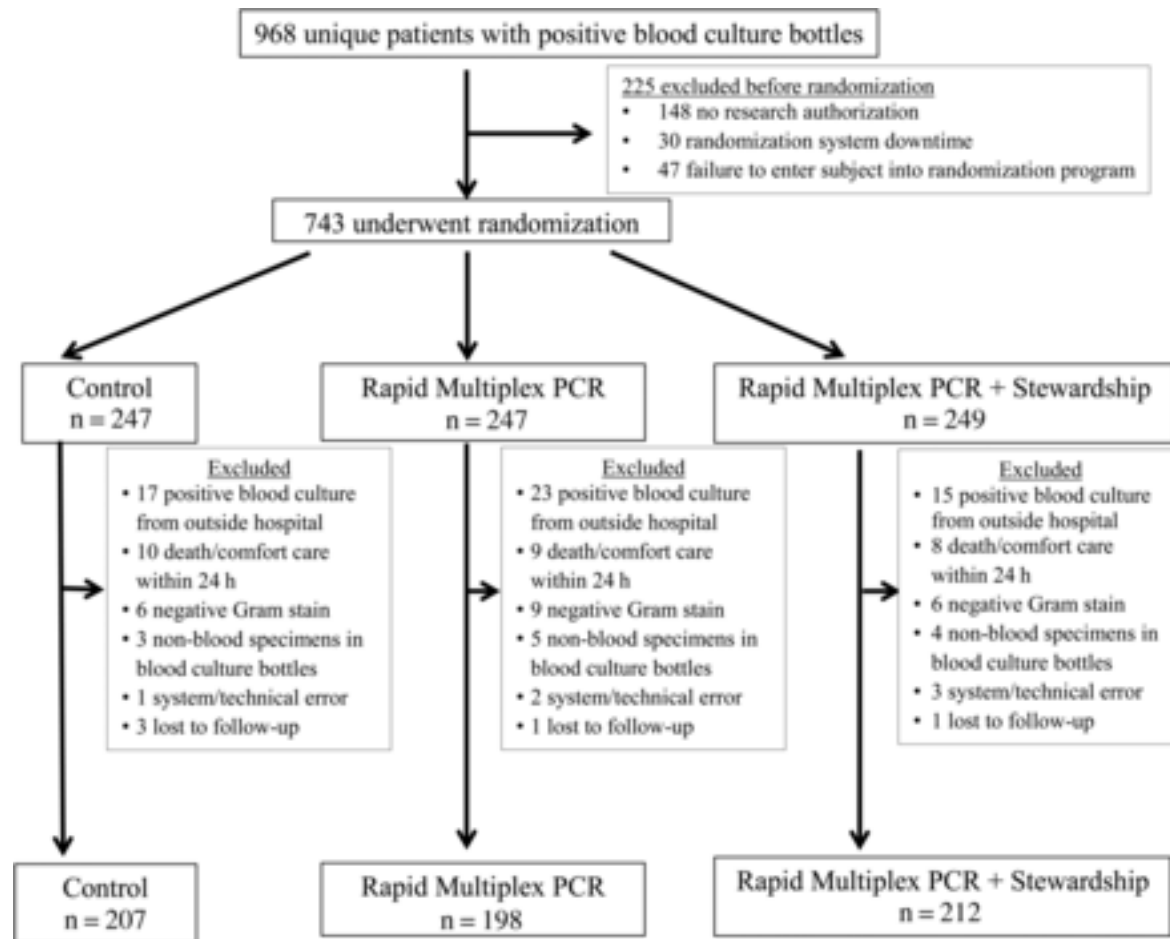 968 unique patients with positive blood culture bottles
225 excluded before randomization
• 148 no research authorization
• 30 randomization system downtime
• 47 failure to enter subject into randomization program
743 underwent randomization
Control
n = 247
Rapid Multiplex PCR
n = 247
Rapid Multiplex PCR + Stewardship
n = 249
Excluded
• 17 positive blood culture
from outside hospital
• 10 death/comfort care
within 24 h
• 6 negative Gram stain
• 3 non-blood specimens in
blood culture bottles
• 1 system/technical error
• 3 lost to follow-up
Excluded
• 23 positive blood culture
from outside hospital
• 9 death/comfort care
within 24 h
• 9 negative Gram stain
• 5 non-blood specimens in
blood culture bottles
• 2 system/technical error
• 1 lost to follow-up
Excluded
• 15 positive blood culture
from outside hospital
• 8 death/comfort care
within 24 h
• 6 negative Gram stain
• 4 non-blood specimens in
blood culture bottles
• 3 system/technical error
• 1 lost to follow-up
Control
n = 207
Rapid Multiplex PCR
n = 198
Rapid Multiplex PCR + Stewardship
n = 212